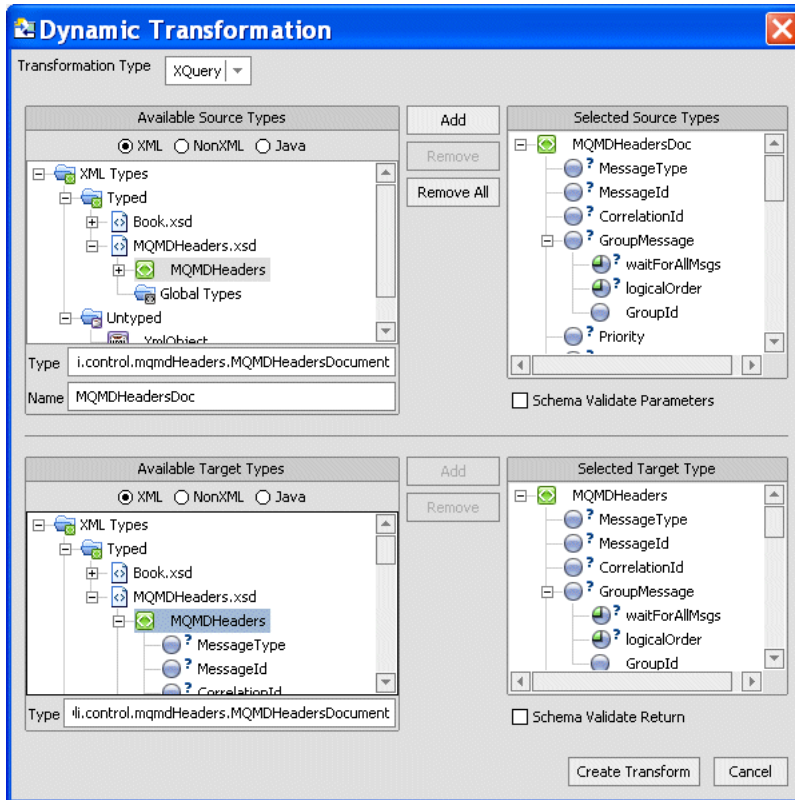 Dynamic Transformation
Transformation Type XQuery
Available Source Types
XML NonXML Java
XML Types
Typed
Book.xsd
MQMDHeaders.xsd
MQMDHeaders
Global Types
Untyped
XmlObject
Type i.control.mqmdHeaders.MQMDHeadersDocument
Name MQMDHeadersDoc
Add
Remove
Remove All
Selected Source Types
MQMDHeadersDoc
? MessageType
? MessageId
? CorrelationId
? GroupMessage
? waitForAllMsgs
? logicalOrder
GroupId
? Priority
?
Schema Validate Parameters
Available Target Types
XML NonXML Java
XML Types
Typed
Book.xsd
MQMDHeaders.xsd
MQMDHeaders
? MessageType
? MessageId
? CorrelationId
Type li.control.mqmdHeaders.MQMDHeadersDocument
Add
Remove
Selected Target Type
MQMDHeaders
? MessageType
? MessageId
? CorrelationId
? GroupMessage
? waitForAllMsgs
? logicalOrder
GroupId
Schema Validate Return
Create Transform Cancel